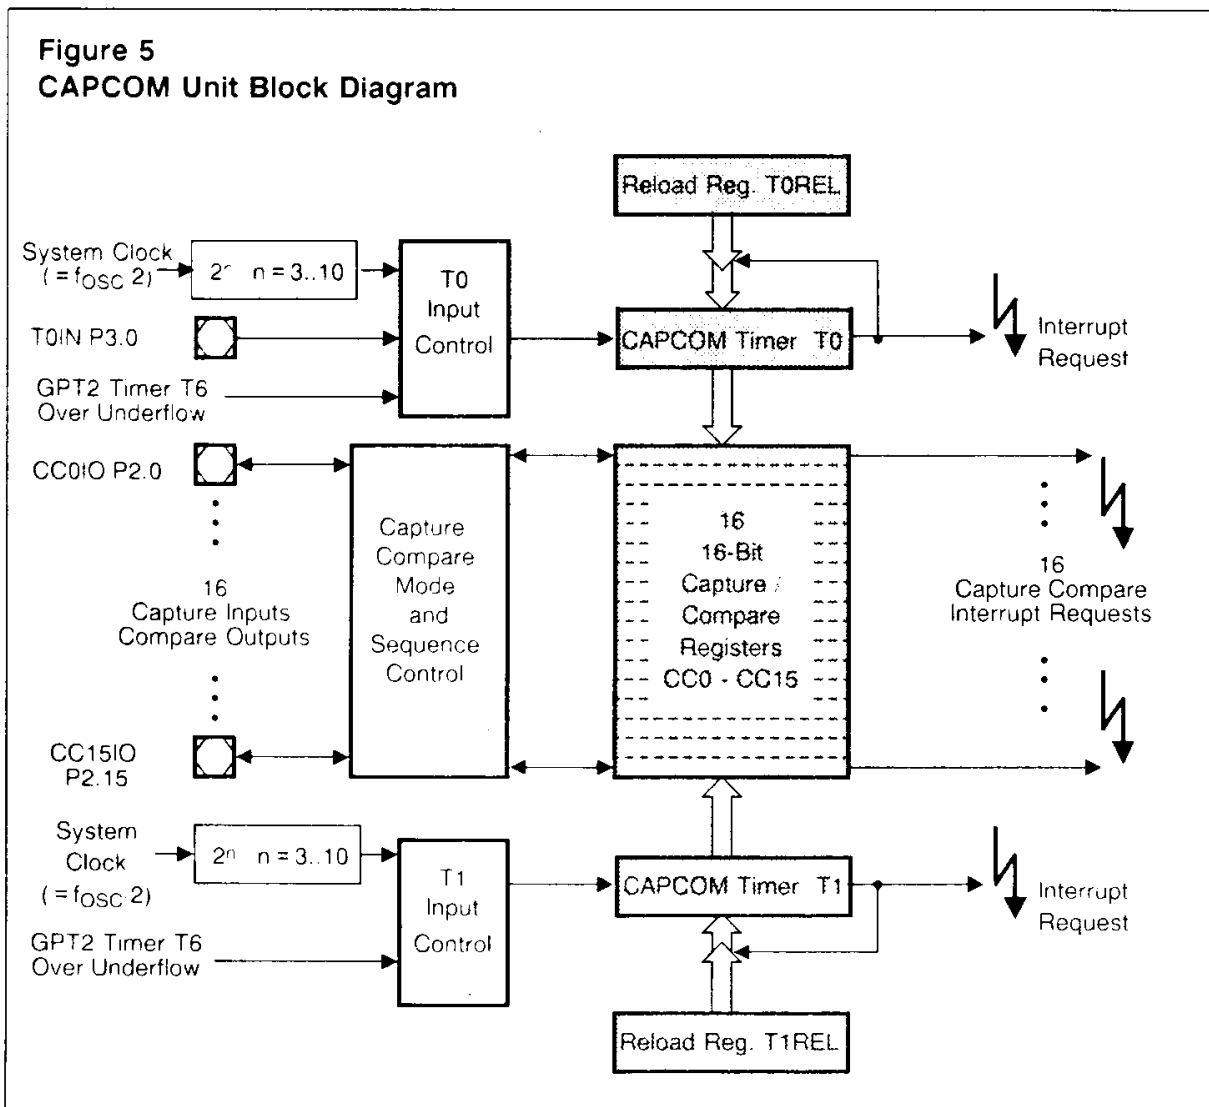 Figure 5
CAPCOM Unit Block Diagram
Reload Reg. T0REL
System Clock
(=fOSC 2)
2ⁿ n=3..10
T0
Input
Control
T0IN P3.0
CAPCOM Timer T0
Interrupt
Request
GPT2 Timer T6
Over Underflow
CC0IO P2.0
Capture
Compare
Mode
and
Sequence
Control
16
16-Bit
Capture /
Compare
Registers
CC0 - CC15
16
Capture Inputs
Compare Outputs
16
Capture Compare
Interrupt Requests
CC15IO
P2.15
System
Clock
(=fOSC 2)
2ⁿ n=3..10
T1
Input
Control
CAPCOM Timer T1
Interrupt
Request
GPT2 Timer T6
Over Underflow
Reload Reg. T1REL